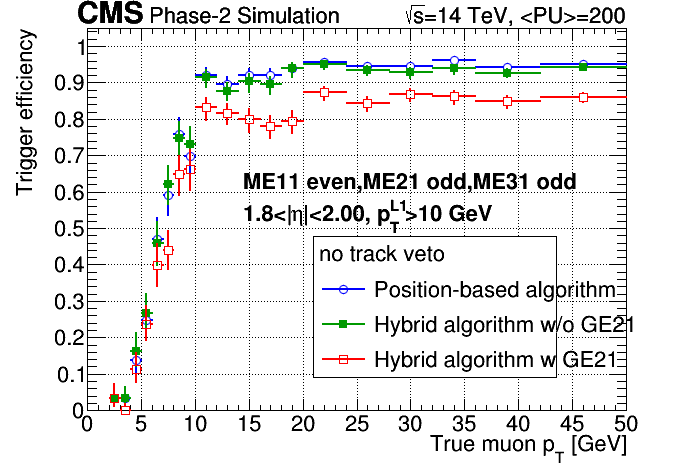 CMS Phase-2 Simulation √s=14 TeV, <PU>=200
Trigger efficiency
1
0.9
0.8
0.7
0.6
0.5
0.4
0.3
0.2
0.1
0
ME11 even,ME21 odd,ME31 odd
1.8<|η|<2.00, p_T^L1>10 GeV
no track veto
Position-based algorithm
Hybrid algorithm w/o GE21
Hybrid algorithm w GE21
0 5 10 15 20 25 30 35 40 45 50
True muon p_T [GeV]